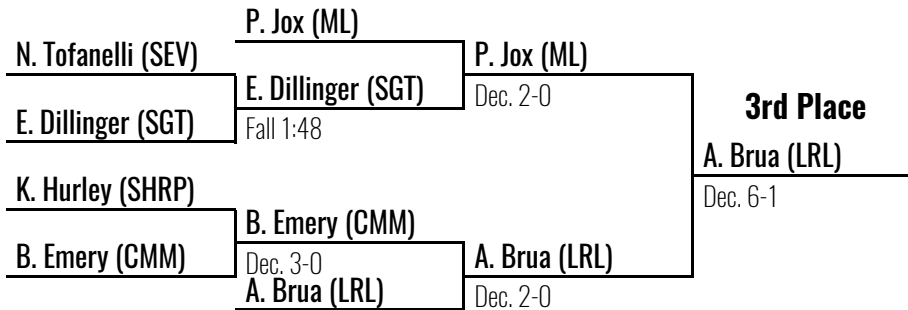 P. Jox (ML)
N. Tofanelli (SEV)
P. Jox (ML)
E. Dillinger (SGT)
Dec. 2-0
3rd Place
E. Dillinger (SGT)
Fall 1:48
A. Brua (LRL)
K. Hurley (SHRP)
Dec. 6-1
B. Emery (CMM)
B. Emery (CMM)
Dec. 3-0
A. Brua (LRL)
A. Brua (LRL)
Dec. 2-0